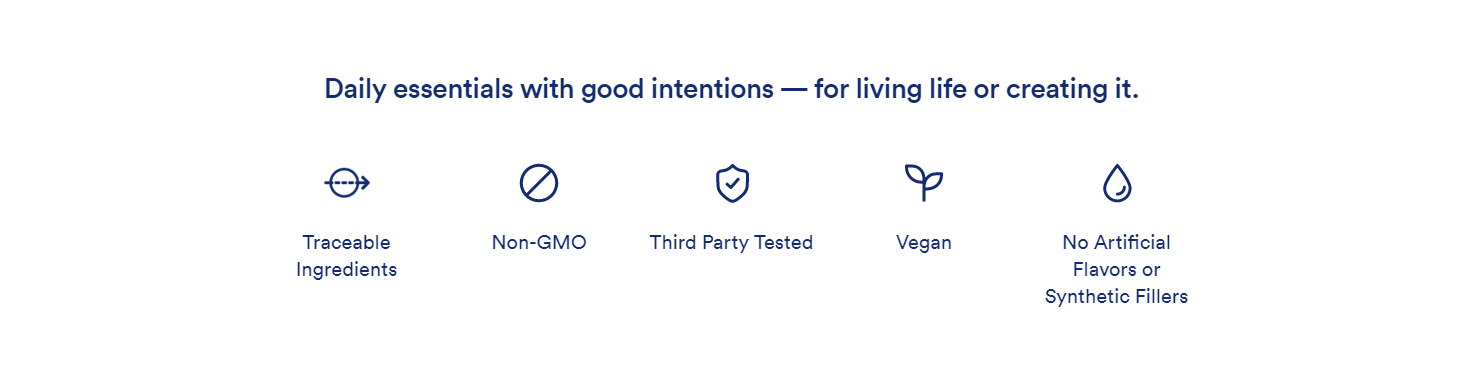 Daily essentials with good intentions — for living life or creating it.
Traceable
Ingredients
Non-GMO
Third Party Tested
Vegan
No Artificial
Flavors or
Synthetic Fillers